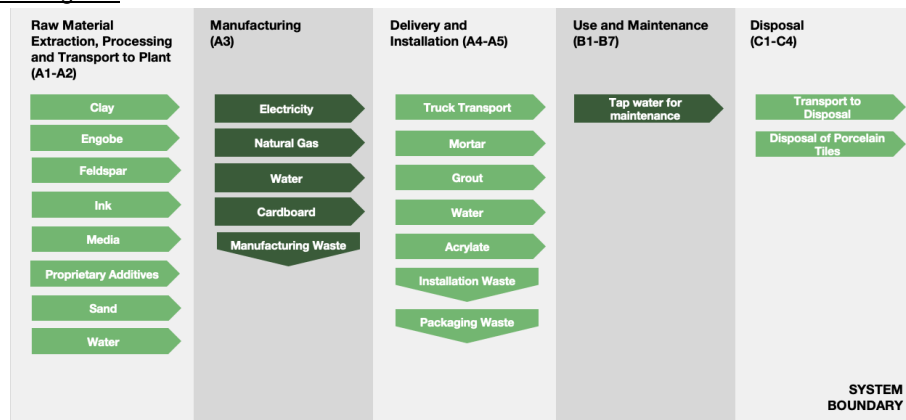 Raw Material
Extraction, Processing
and Transport to Plant
(A1-A2)
Clay
Engobe
Feldspar
Ink
Media
Proprietary Additives
Sand
Water
Manufacturing
(A3)
Electricity
Natural Gas
Water
Cardboard
Manufacturing Waste
Delivery and
Installation (A4-A5)
Truck Transport
Mortar
Grout
Water
Acrylate
Installation Waste
Packaging Waste
Use and Maintenance
(B1-B7)
Tap water for
maintenance
Disposal
(C1-C4)
Transport to
Disposal
Disposal of Porcelain
Tiles
SYSTEM
BOUNDARY